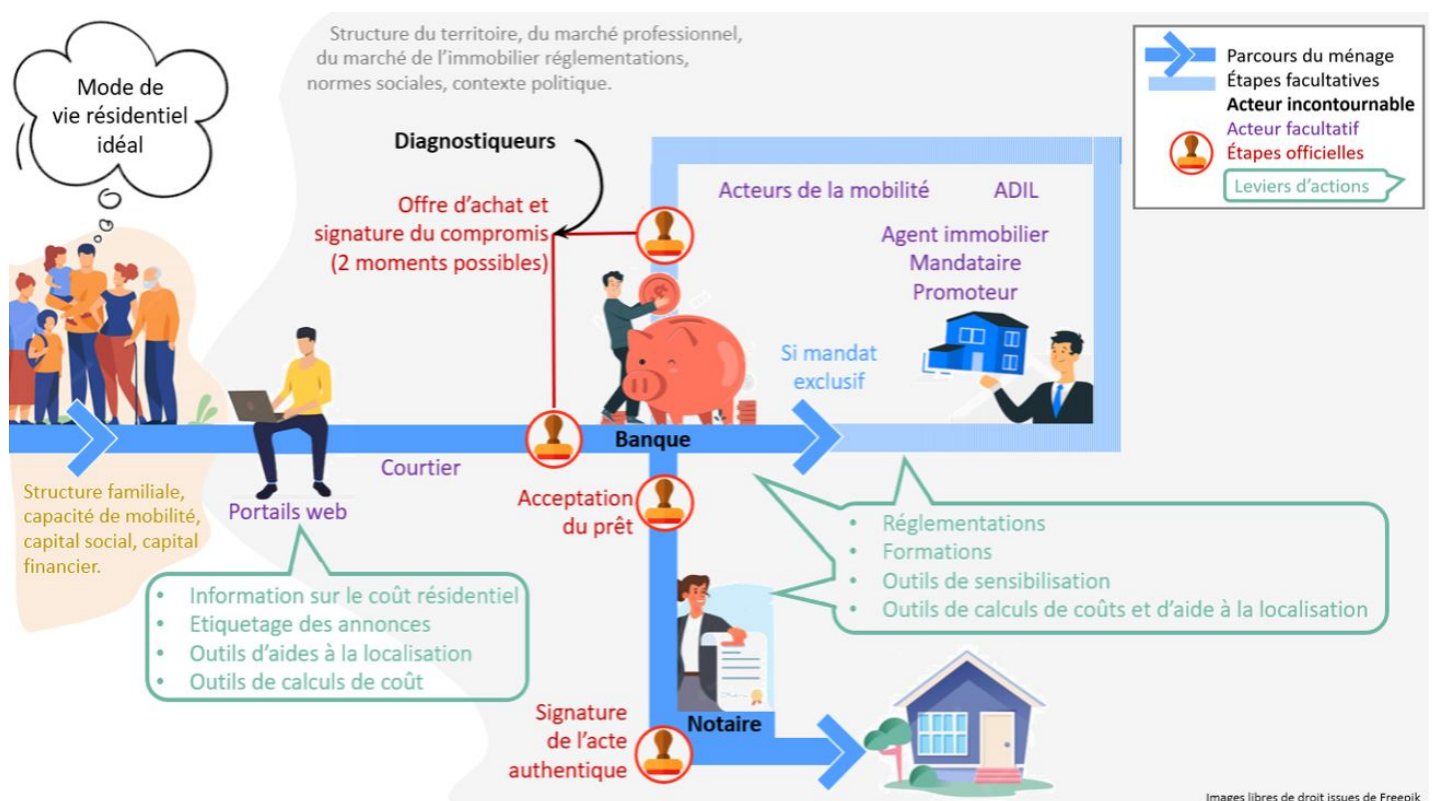 Mode de
vie résidentiel
idéal
Structure du territoire, du marché professionnel,
du marché de l'immobilier réglementations,
normes sociales, contexte politique.
Parcours du ménage
Étapes facultatives
Acteur incontournable
Acteur facultatif
Étapes officielles
Leviers d'actions
Diagnostiqueurs
Offre d'achat et
signature du compromis
(2 moments possibles)
Acteurs de la mobilité
ADIL
Agent immobilier
Mandataire
Promoteur
Si mandat
exclusif
Banque
Courtier
Portails web
Structure familiale,
capacité de mobilité,
capital social, capital
financier.
Acceptation
du prêt
• Information sur le coût résidentiel
• Etiquetage des annonces
• Outils d'aides à la localisation
• Outils de calculs de coût
• Réglementations
• Formations
• Outils de sensibilisation
• Outils de calculs de coûts et d'aide à la localisation
Signature
de l'acte
authentique
Notaire
Images libres de droit issues de Freepik